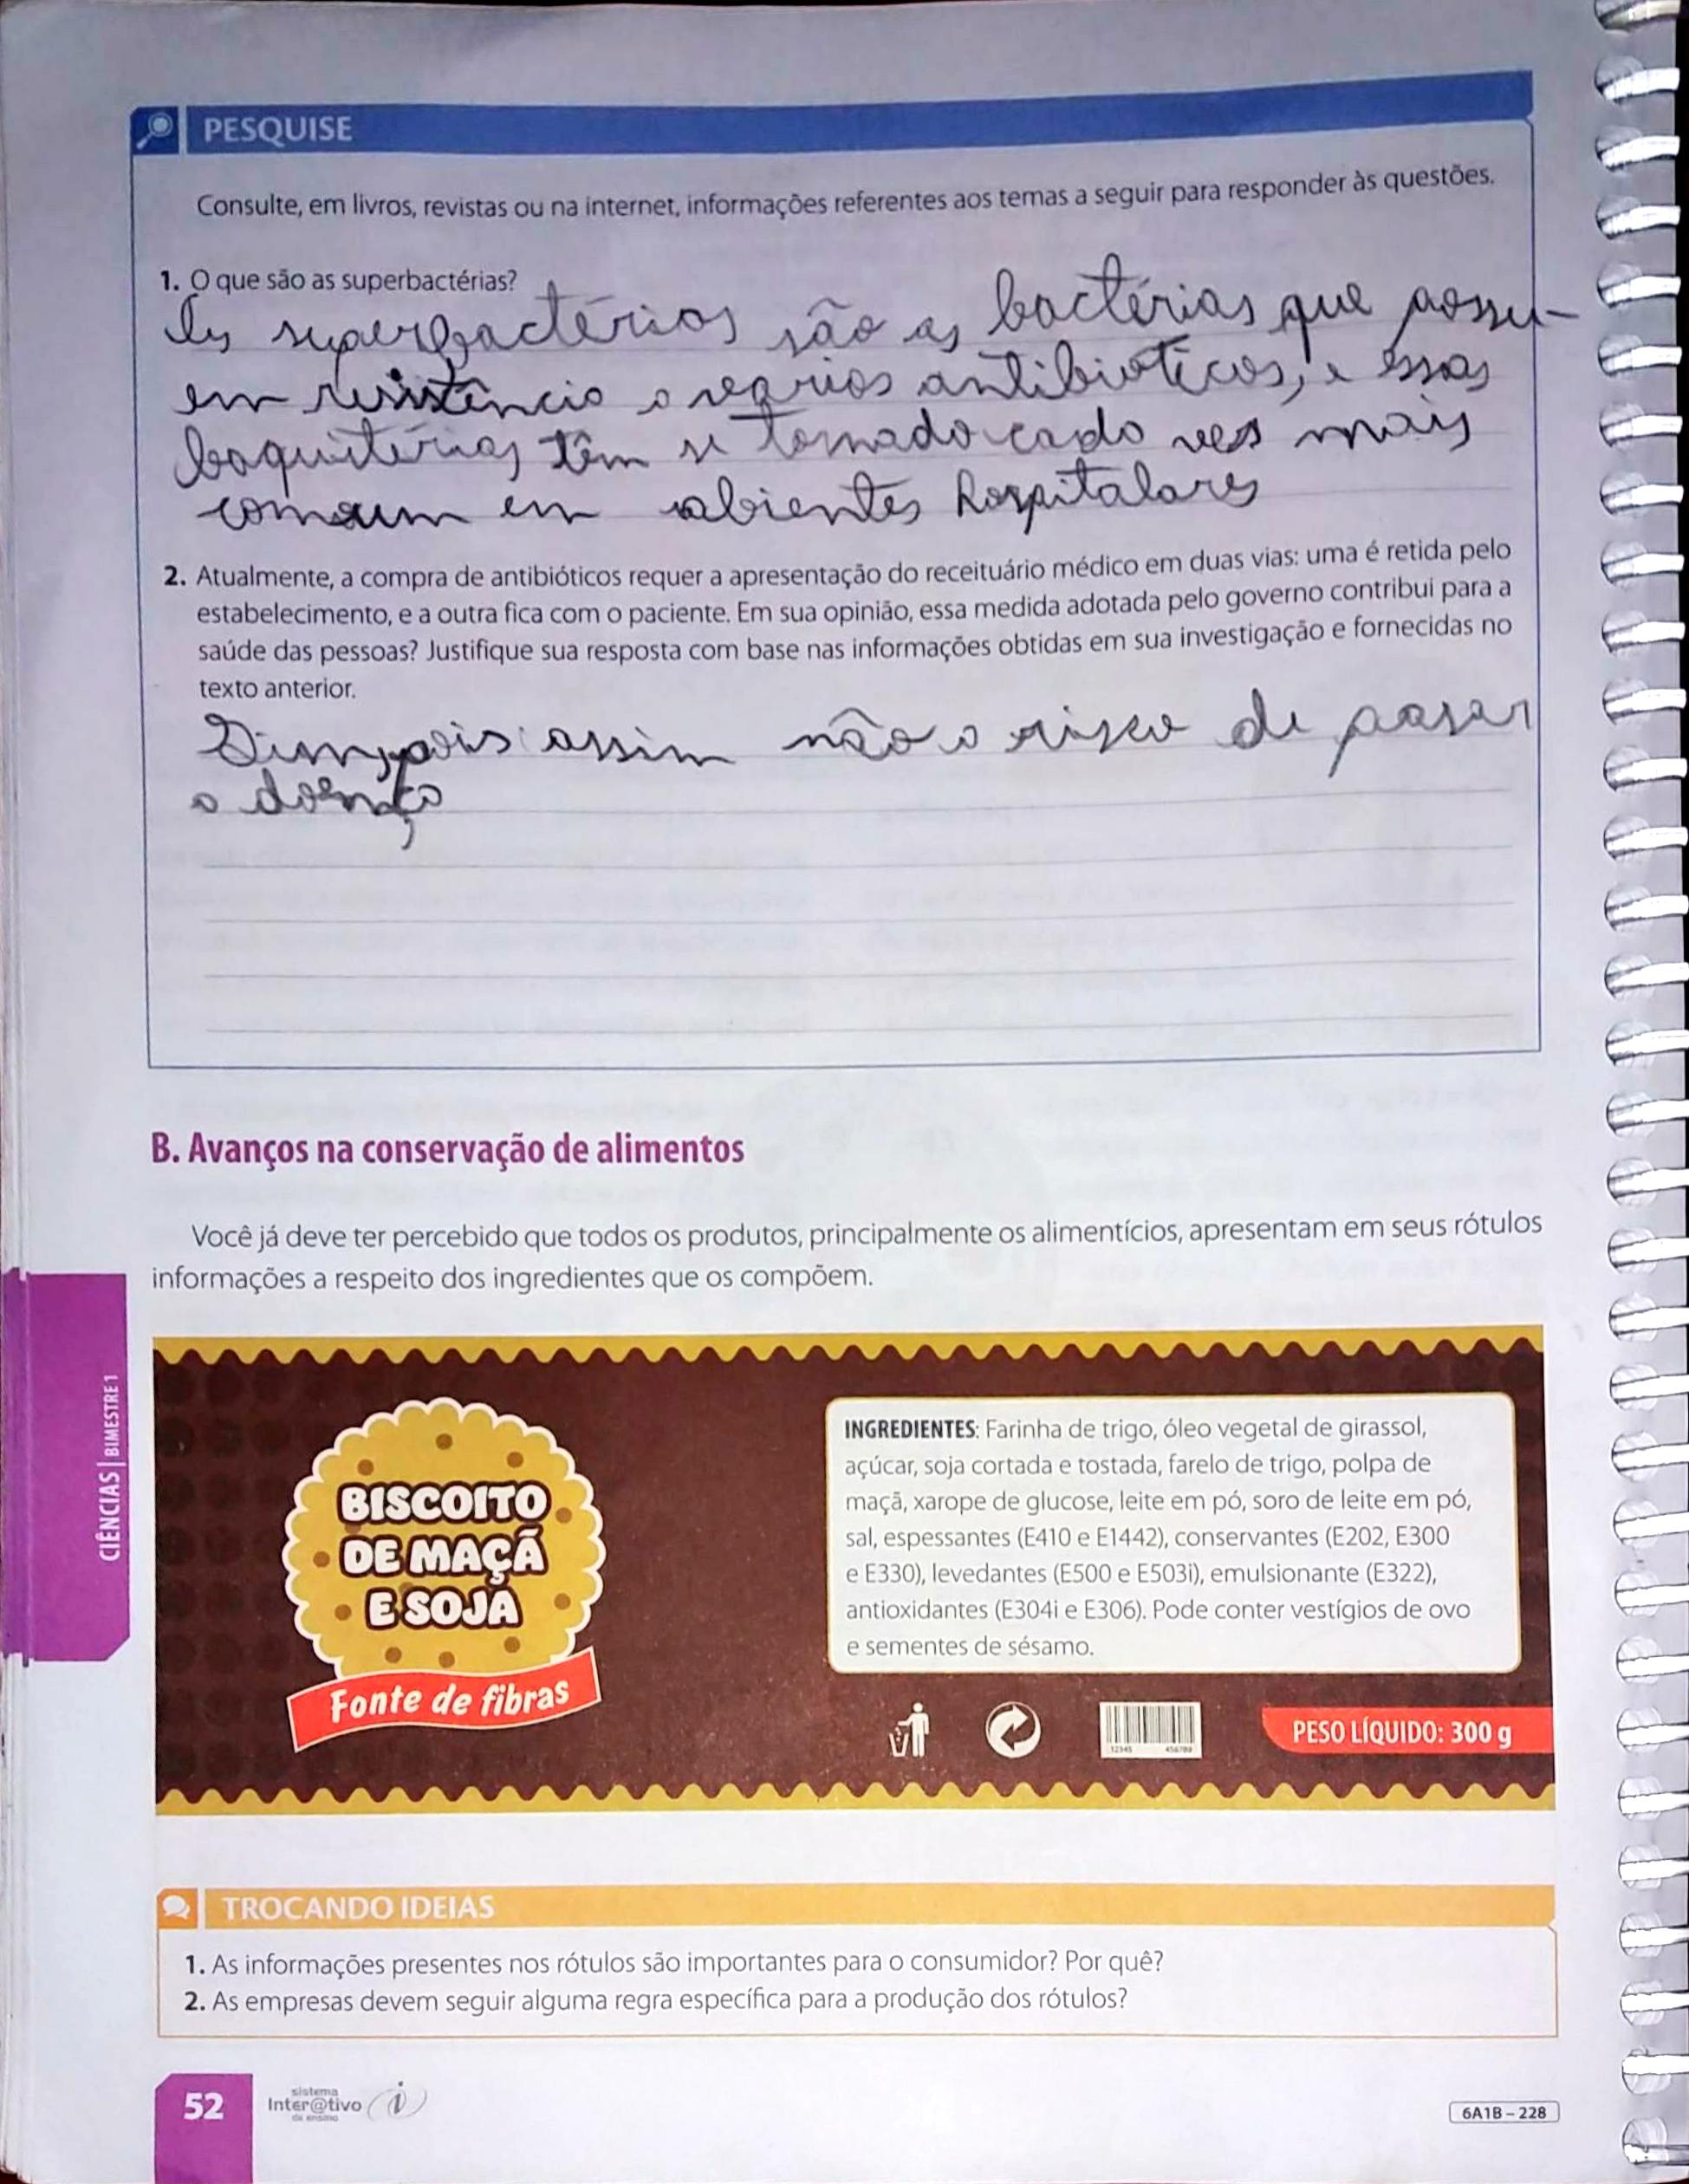 PESQUISE
Consulte, em livros, revistas ou na internet, informações referentes aos temas a seguir para responder às questões.
1. O que são as superbactérias?
As superbactérias são as bactérias que possu-
em resistência a varios antibioticos, e essas
baquitérias têm se tornado cada ves mais
comum em abientes hospitalares
2. Atualmente, a compra de antibióticos requer a apresentação do receituário médico em duas vias: uma é retida pelo
estabelecimento, e a outra fica com o paciente. Em sua opinião, essa medida adotada pelo governo contribui para a
saúde das pessoas? Justifique sua resposta com base nas informações obtidas em sua investigação e fornecidas no
texto anterior.
Sim, pois assim não o risco de pasar
a doença
B. Avanços na conservação de alimentos
Você já deve ter percebido que todos os produtos, principalmente os alimentícios, apresentam em seus rótulos
informações a respeito dos ingredientes que os compõem.
BISCOITO
DE MAÇÃ
E SOJA
Fonte de fibras
INGREDIENTES: Farinha de trigo, óleo vegetal de girassol,
açúcar, soja cortada e tostada, farelo de trigo, polpa de
maçã, xarope de glucose, leite em pó, soro de leite em pó,
sal, espessantes (E410 e E1442), conservantes (E202, E300
e E330), levedantes (E500 e E503i), emulsionante (E322),
antioxidantes (E304i e E306). Pode conter vestígios de ovo
e sementes de sésamo.
12345 456789
PESO LÍQUIDO: 300 g
CIÊNCIAS | BIMESTRE 1
TROCANDO IDEIAS
1. As informações presentes nos rótulos são importantes para o consumidor? Por quê?
2. As empresas devem seguir alguma regra específica para a produção dos rótulos?
52
sistema
Inter@tivo
de ensino
i
6A1B – 228